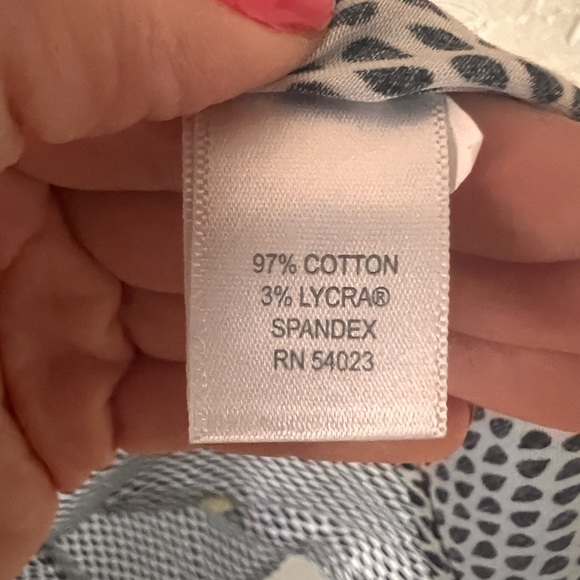 97% COTTON
3% LYCRA®
SPANDEX
RN 54023